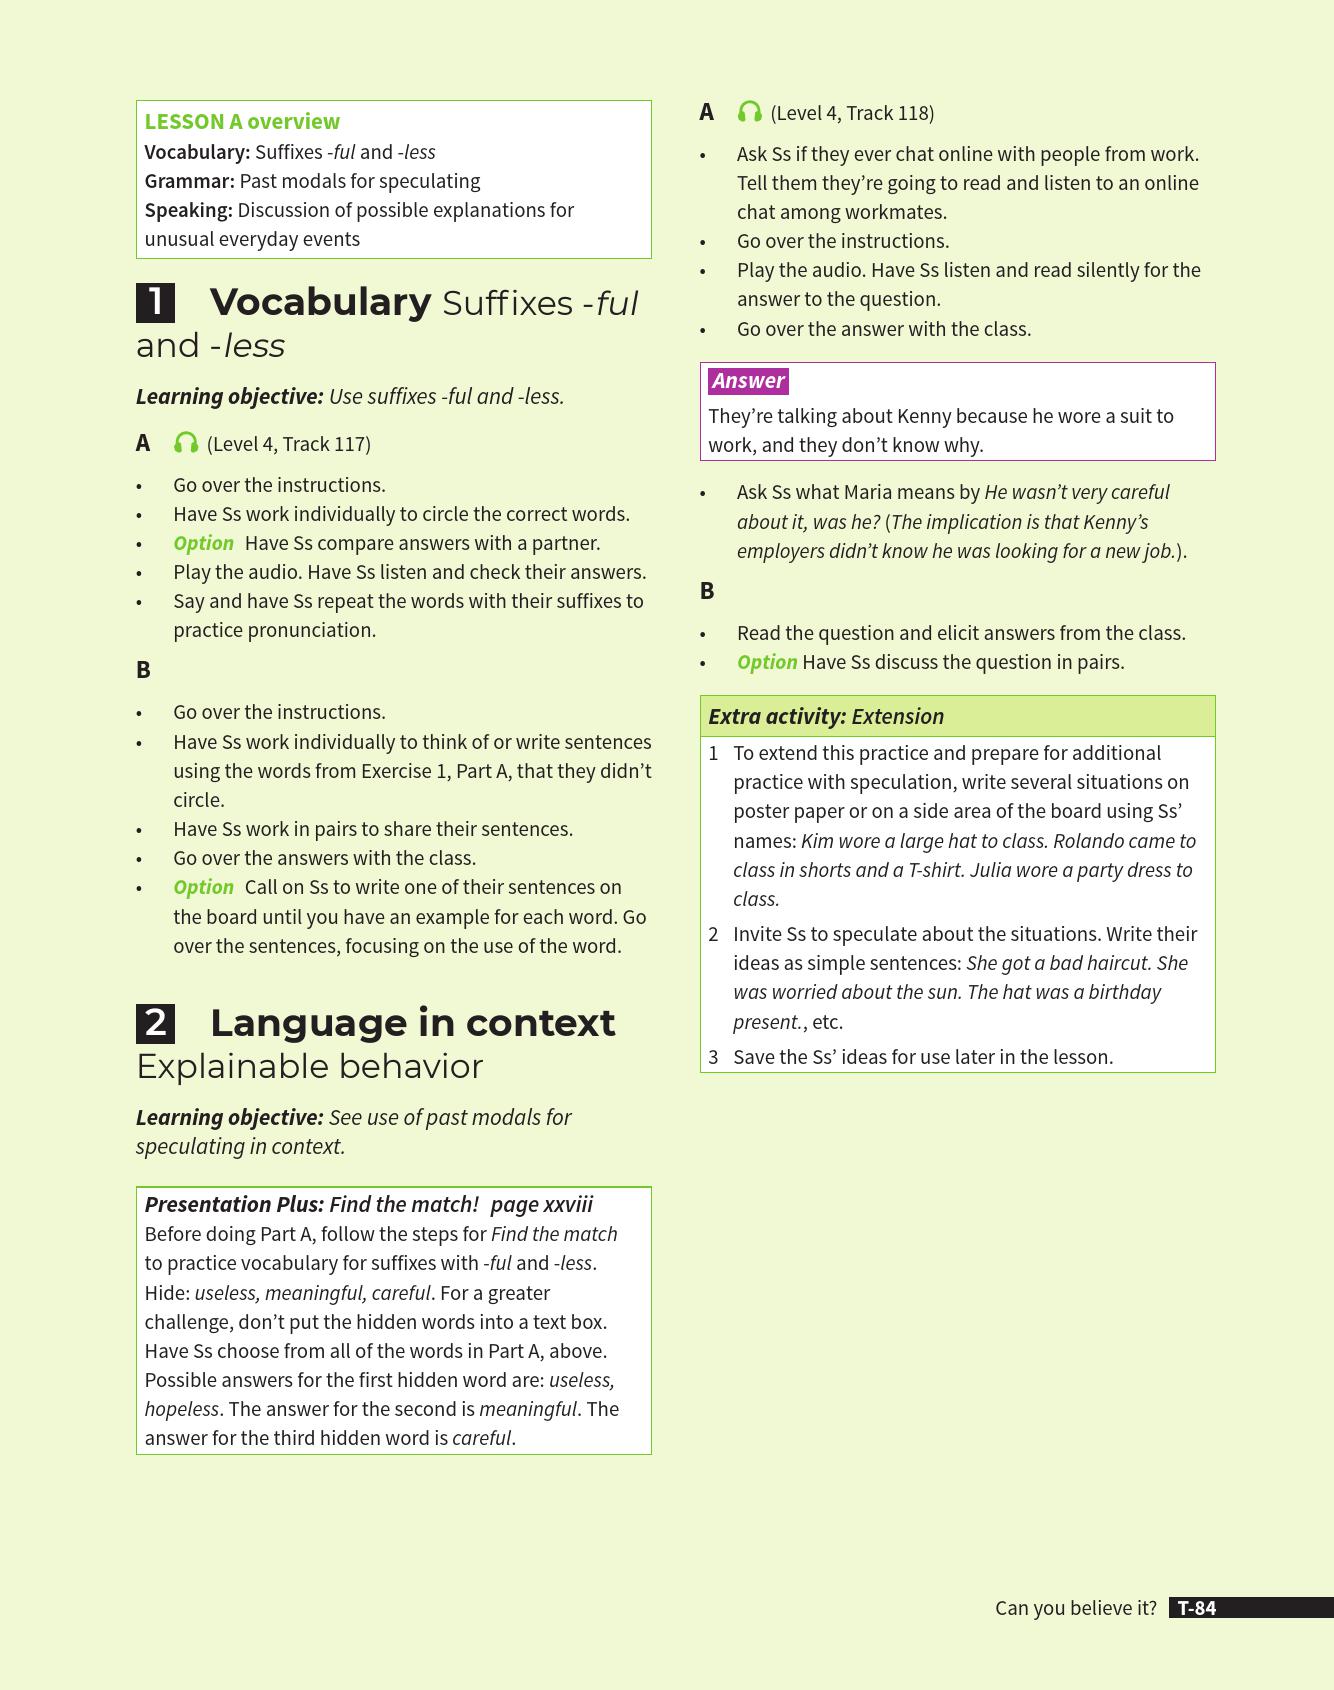 LESSON A overview
Vocabulary: Suffixes -ful and -less
Grammar: Past modals for speculating
Speaking: Discussion of possible explanations for
unusual everyday events
1 Vocabulary Suffixes -ful
and -less
Learning objective: Use suffixes -ful and -less.
A (Level 4, Track 117)
• Go over the instructions.
• Have Ss work individually to circle the correct words.
• Option Have Ss compare answers with a partner.
• Play the audio. Have Ss listen and check their answers.
• Say and have Ss repeat the words with their suffixes to
practice pronunciation.
B
• Go over the instructions.
• Have Ss work individually to think of or write sentences
using the words from Exercise 1, Part A, that they didn’t
circle.
• Have Ss work in pairs to share their sentences.
• Go over the answers with the class.
• Option Call on Ss to write one of their sentences on
the board until you have an example for each word. Go
over the sentences, focusing on the use of the word.
2 Language in context
Explainable behavior
Learning objective: See use of past modals for
speculating in context.
Presentation Plus: Find the match! page xxviii
Before doing Part A, follow the steps for Find the match
to practice vocabulary for suffixes with -ful and -less.
Hide: useless, meaningful, careful. For a greater
challenge, don’t put the hidden words into a text box.
Have Ss choose from all of the words in Part A, above.
Possible answers for the first hidden word are: useless,
hopeless. The answer for the second is meaningful. The
answer for the third hidden word is careful.
A (Level 4, Track 118)
• Ask Ss if they ever chat online with people from work.
Tell them they’re going to read and listen to an online
chat among workmates.
• Go over the instructions.
• Play the audio. Have Ss listen and read silently for the
answer to the question.
• Go over the answer with the class.
Answer
They’re talking about Kenny because he wore a suit to
work, and they don’t know why.
• Ask Ss what Maria means by He wasn’t very careful
about it, was he? (The implication is that Kenny’s
employers didn’t know he was looking for a new job.).
B
• Read the question and elicit answers from the class.
• Option Have Ss discuss the question in pairs.
Extra activity: Extension
1 To extend this practice and prepare for additional
practice with speculation, write several situations on
poster paper or on a side area of the board using Ss’
names: Kim wore a large hat to class. Rolando came to
class in shorts and a T-shirt. Julia wore a party dress to
class.
2 Invite Ss to speculate about the situations. Write their
ideas as simple sentences: She got a bad haircut. She
was worried about the sun. The hat was a birthday
present., etc.
3 Save the Ss’ ideas for use later in the lesson.
Can you believe it? T-84